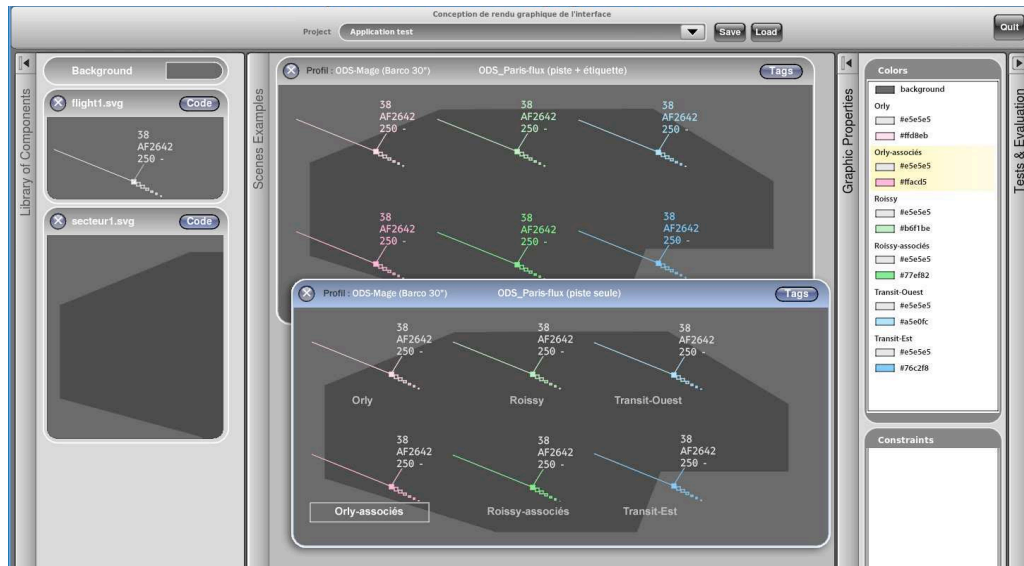 Conception de rendu graphique de l'interface
Project Application test Save Load
Quit
Library of Components
Background
flight1.svg Code
38
AF2642
250 -
secteur1.svg Code
Scenes Examples
Profil : ODS-Mage (Barco 30") ODS_Paris-flux (piste + étiquette) Tags
38 38 38
AF2642 AF2642 AF2642
250 - 250 - 250 -
38 38 38
AF2642 AF2642 AF2642
250 - 250 - 250 -
Profil : ODS-Mage (Barco 30") ODS_Paris-flux (piste seule) Tags
38 38 38
AF2642 AF2642 AF2642
250 - 250 - 250 -
Orly Roissy Transit-Ouest
38 38 38
AF2642 AF2642 AF2642
250 - 250 - 250 -
Orly-associés Roissy-associés Transit-Est
Graphic Properties
Colors
background
Orly
#e5e5e5
#ffd8eb
Orly-associés
#e5e5e5
#ffacd5
Roissy
#e5e5e5
#b6f1be
Roissy-associés
#e5e5e5
#77ef82
Transit-Ouest
#e5e5e5
#a5e0fc
Transit-Est
#e5e5e5
#76c2f8
Constraints
Tests & Evaluation